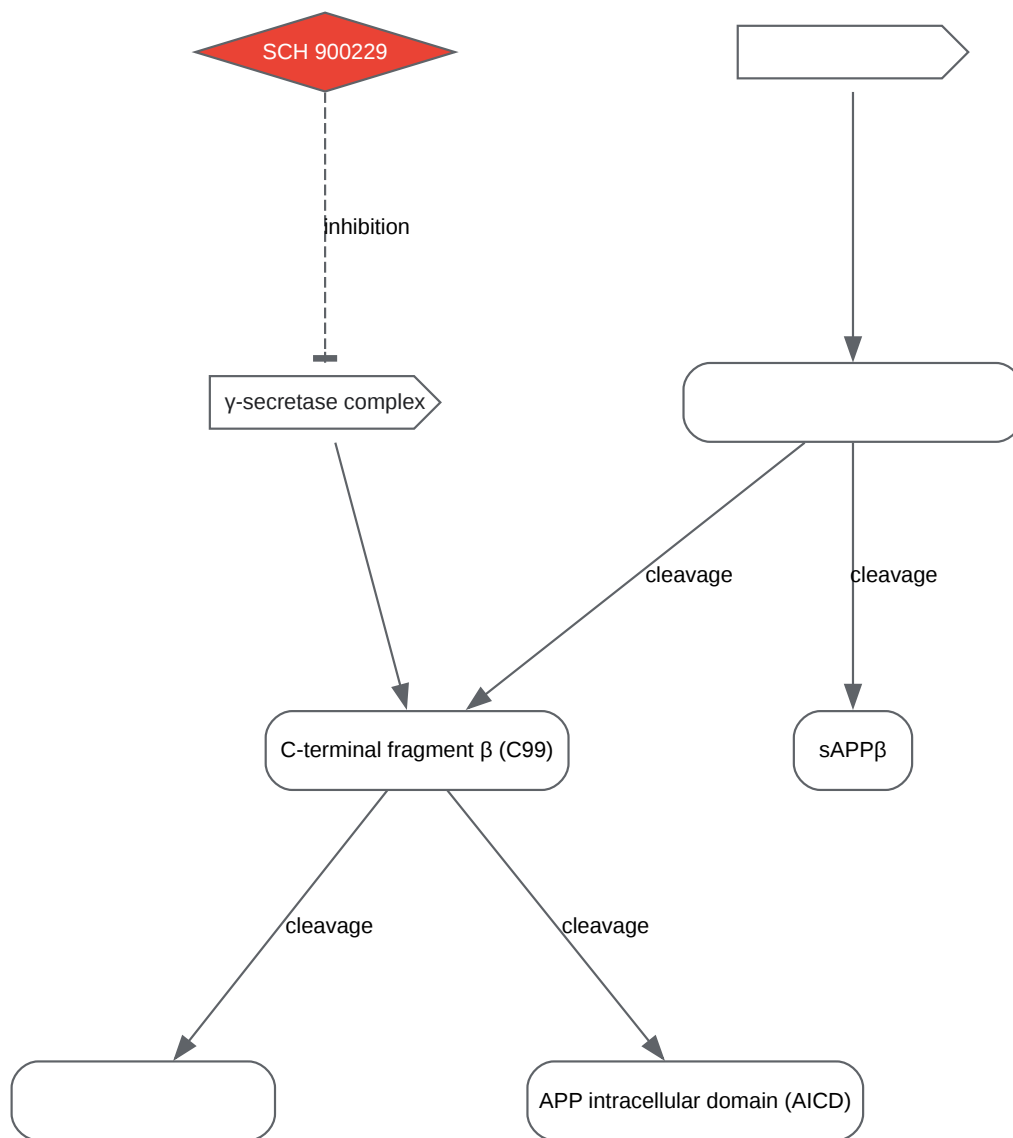 SCH 900229
inhibition
γ-secretase complex
cleavage
cleavage
C-terminal fragment β (C99)
sAPPβ
cleavage
cleavage
APP intracellular domain (AICD)